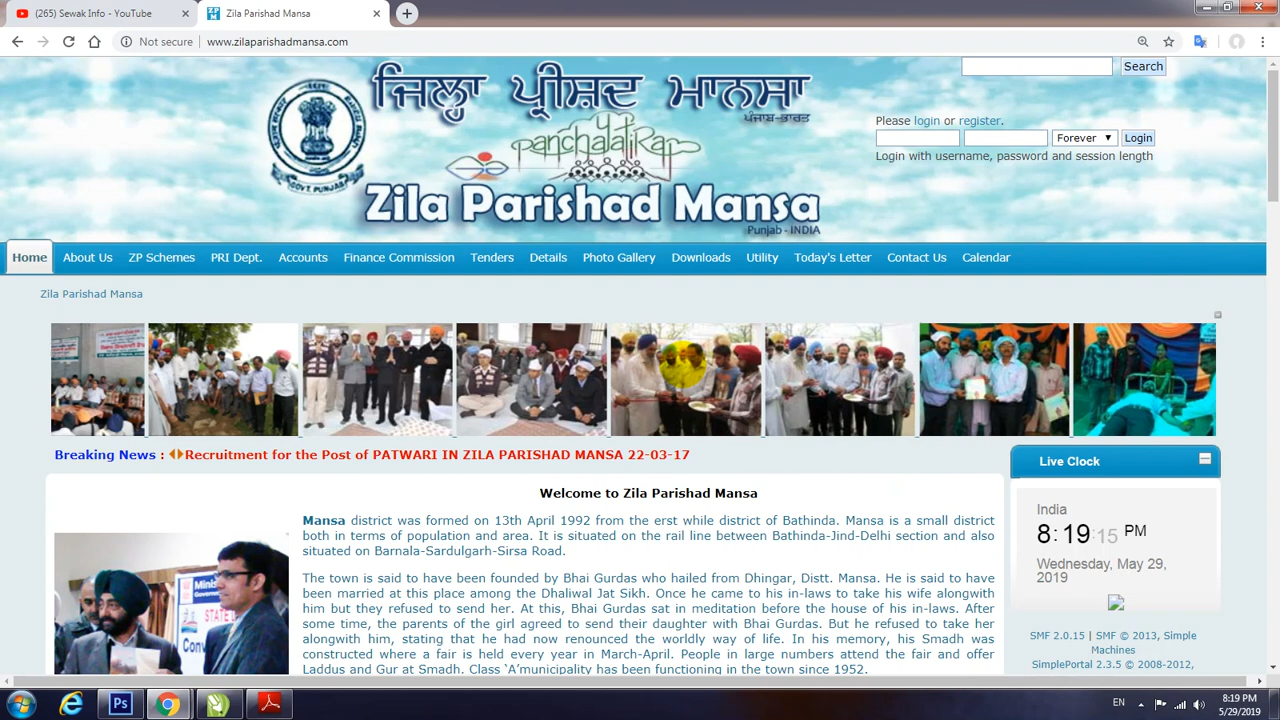 (265) Sewak Info - YouTube
Zila Parishad Mansa
Not secure
www.zilaparishadmansa.com
ਜਿਲ੍ਹਾ ਪ੍ਰੀਸ਼ਦ ਮਾਨਸਾ
ਪੰਜਾਬ-ਭਾਰਤ
panchayati Raj
GOVT. PUNJAB
Zila Parishad Mansa
Punjab - INDIA
Search
Please login or register.
Forever
Login
Login with username, password and session length
Home About Us ZP Schemes PRI Dept. Accounts Finance Commission Tenders Details Photo Gallery Downloads Utility Today's Letter Contact Us Calendar
Zila Parishad Mansa
Breaking News : Recruitment for the Post of PATWARI IN ZILA PARISHAD MANSA 22-03-17
Welcome to Zila Parishad Mansa
Mansa district was formed on 13th April 1992 from the erst while district of Bathinda. Mansa is a small district
both in terms of population and area. It is situated on the rail line between Bathinda-Jind-Delhi section and also
situated on Barnala-Sardulgarh-Sirsa Road.
The town is said to have been founded by Bhai Gurdas who hailed from Dhingar, Distt. Mansa. He is said to have
been married at this place among the Dhaliwal Jat Sikh. Once he came to his in-laws to take his wife alongwith
him but they refused to send her. At this, Bhai Gurdas sat in meditation before the house of his in-laws. After
some time, the parents of the girl agreed to send their daughter with Bhai Gurdas. But he refused to take her
alongwith him, stating that he had now renounced the worldly way of life. In his memory, his Smadh was
constructed where a fair is held every year in March-April. People in large numbers attend the fair and offer
Laddus and Gur at Smadh. Class ‘A’municipality has been functioning in the town since 1952.
Live Clock
India
8:19:15 PM
Wednesday, May 29,
2019
SMF 2.0.15 | SMF © 2013, Simple
Machines
SimplePortal 2.3.5 © 2008-2012,
Ps
EN
8:19 PM
5/29/2019